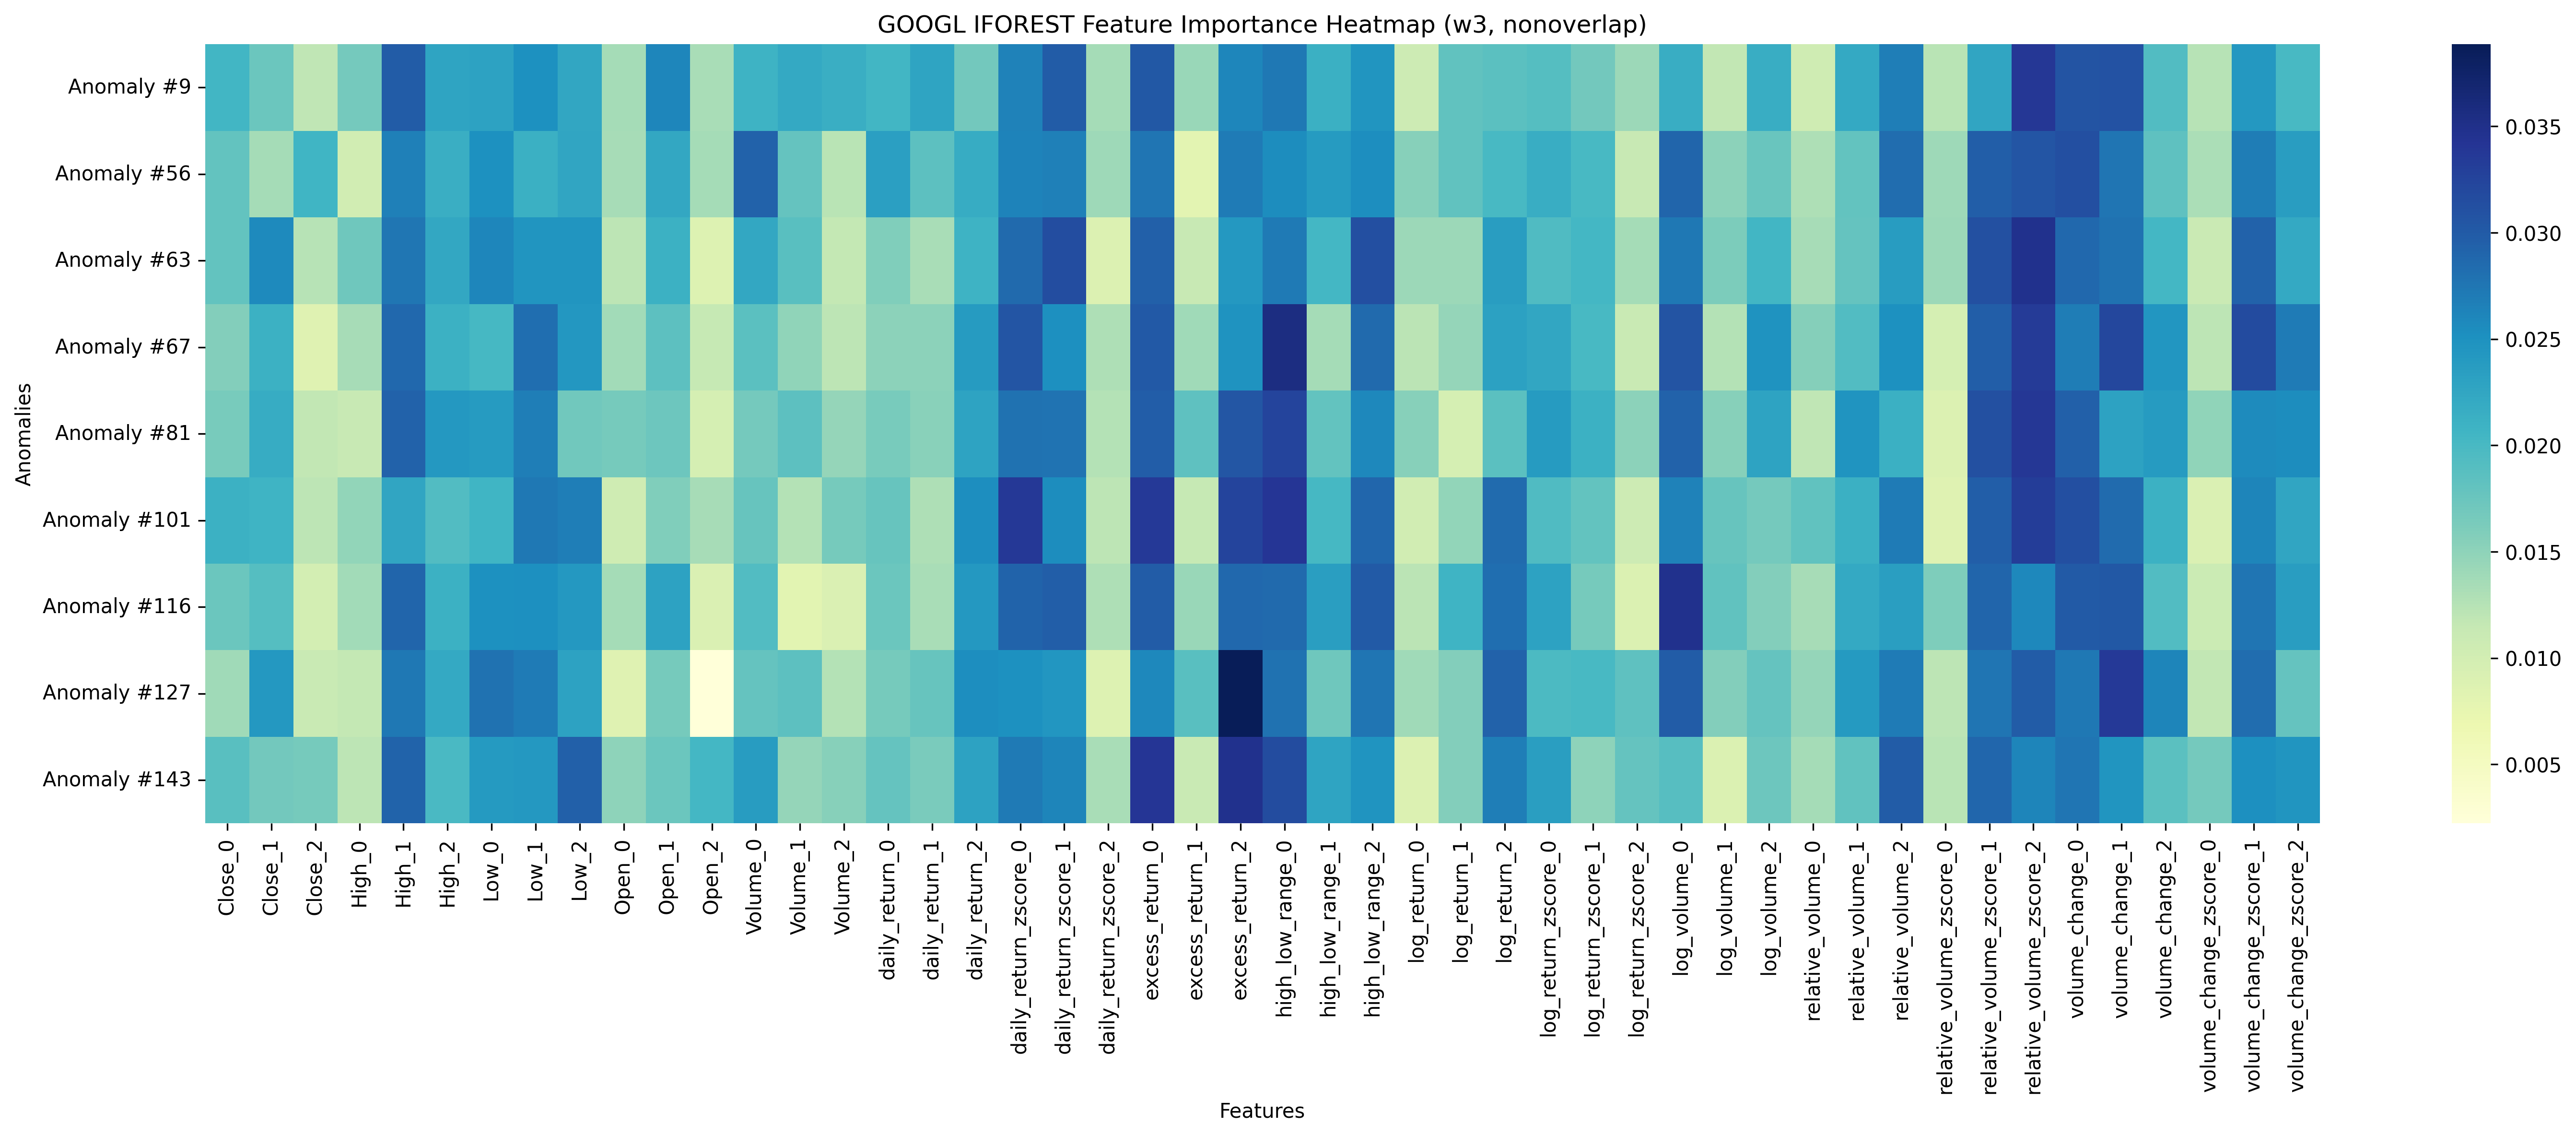 GOOGL IFOREST Feature Importance Heatmap (w3, nonoverlap)
Anomalies
Anomaly #9
Anomaly #56
Anomaly #63
Anomaly #67
Anomaly #81
Anomaly #101
Anomaly #116
Anomaly #127
Anomaly #143
Close_0
Close_1
Close_2
High_0
High_1
High_2
Low_0
Low_1
Low_2
Open_0
Open_1
Open_2
Volume_0
Volume_1
Volume_2
daily_return_0
daily_return_1
daily_return_2
daily_return_zscore_0
daily_return_zscore_1
daily_return_zscore_2
excess_return_0
excess_return_1
excess_return_2
high_low_range_0
high_low_range_1
high_low_range_2
log_return_0
log_return_1
log_return_2
log_return_zscore_0
log_return_zscore_1
log_return_zscore_2
log_volume_0
log_volume_1
log_volume_2
relative_volume_0
relative_volume_1
relative_volume_2
relative_volume_zscore_0
relative_volume_zscore_1
relative_volume_zscore_2
volume_change_0
volume_change_1
volume_change_2
volume_change_zscore_0
volume_change_zscore_1
volume_change_zscore_2
Features
0.035
0.030
0.025
0.020
0.015
0.010
0.005